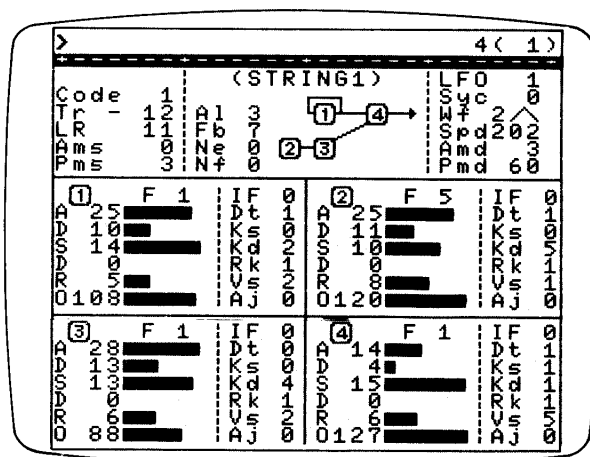 > 4( 1)
(STRING1)
Code 1
Tr - 12
LR 11
Ams 0
Pms 3
Al 3
Fb 7
Ne 0
Nf 0
1 4
2 3
LFO 1
Syc 0
Wf 2
Spd202
Amd 3
Pmd 60
1 F 1
A 25
D 10
S 14
D 0
R 5
O108
IF 0
Dt 1
Ks 0
Kd 2
Rk 1
Vs 2
Aj 0
2 F 5
A 25
D 11
S 10
D 0
R 8
O120
IF 0
Dt 1
Ks 0
Kd 5
Rk 1
Vs 1
Aj 0
3 F 1
A 28
D 13
S 13
D 0
R 6
O 88
IF 0
Dt 0
Ks 0
Kd 4
Rk 1
Vs 2
Aj 0
4 F 1
A 14
D 4
S 15
D 0
R 6
O127
IF 0
Dt 1
Ks 1
Kd 1
Rk 1
Vs 5
Aj 0